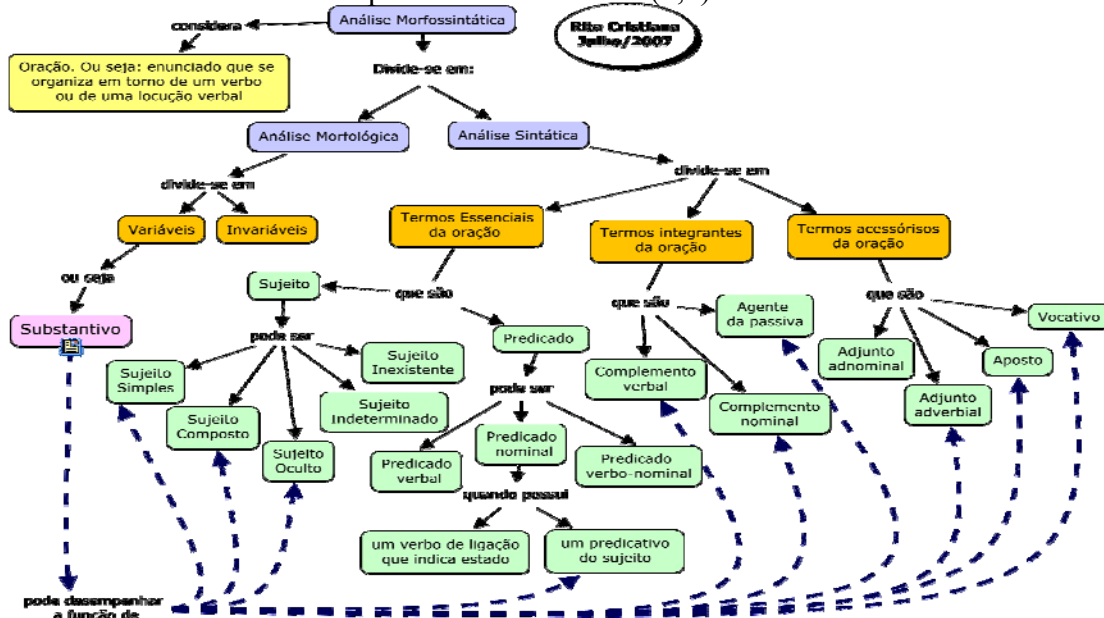 Análise Morfossintática
considera
Rita Cristiana
Julho/2007
Oração. Ou seja: enunciado que se
organiza em torno de um verbo
ou de uma locução verbal
Divide-se em:
Análise Morfológica
Análise Sintática
divide-se em
divide-se em
Variáveis
Invariáveis
Termos Essenciais
da oração
Termos integrantes
da oração
Termos acessórisos
da oração
ou seja
Substantivo
Sujeito
que são
que são
que são
pode ser
Sujeito
Simples
Sujeito
Composto
Sujeito
Oculto
Sujeito
Indeterminado
Sujeito
Inexistente
Predicado
pode ser
Predicado
verbal
Predicado
nominal
Predicado
verbo-nominal
quando possui
um verbo de ligação
que indica estado
um predicativo
do sujeito
Complemento
verbal
Agente
da passiva
Complemento
nominal
Adjunto
adnominal
Adjunto
adverbial
Aposto
Vocativo
pode desempenhar
a função de